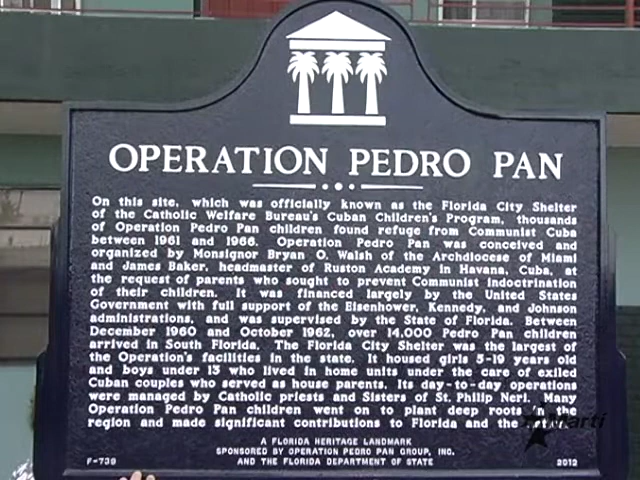 OPERATION PEDRO PAN
On this site, which was officially known as the Florida City Shelter
of the Catholic Welfare Bureau's Cuban Children's Program, thousands
of Operation Pedro Pan children found refuge from Communist Cuba
between 1961 and 1966. Operation Pedro Pan was conceived and
organized by Monsignor Bryan O. Walsh of the Archdiocese of Miami
and James Baker, headmaster of Ruston Academy in Havana, Cuba, at
the request of parents who sought to prevent Communist indoctrination
of their children. It was financed largely by the United States
Government with full support of the Eisenhower, Kennedy, and Johnson
administrations, and was supervised by the State of Florida. Between
December 1960 and October 1962, over 14,000 Pedro Pan children
arrived in South Florida. The Florida City Shelter was the largest of
the Operation's facilities in the state. It housed girls 5-19 years old
and boys under 13 who lived in home units under the care of exiled
Cuban couples who served as house parents. Its day-to-day operations
were managed by Catholic priests and Sisters of St. Philip Neri. Many
Operation Pedro Pan children went on to plant deep roots in the
region and made significant contributions to Florida and the
Martí
A FLORIDA HERITAGE LANDMARK
SPONSORED BY OPERATION PEDRO PAN GROUP, INC.
AND THE FLORIDA DEPARTMENT OF STATE
F-739
2012